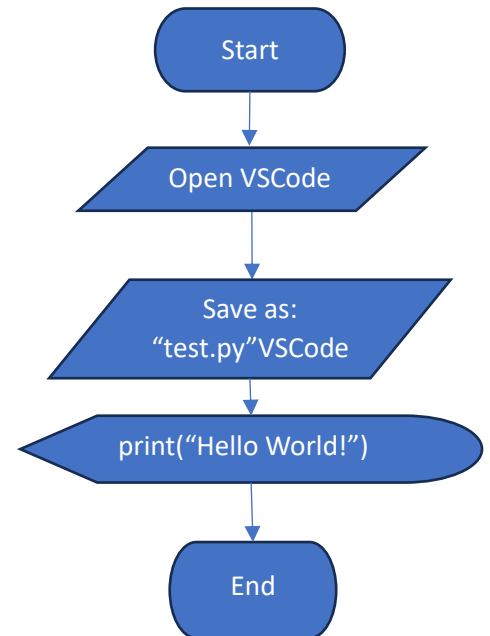 Start
Open VSCode
Save as:
“test.py”VSCode
print(“Hello World!”)
End